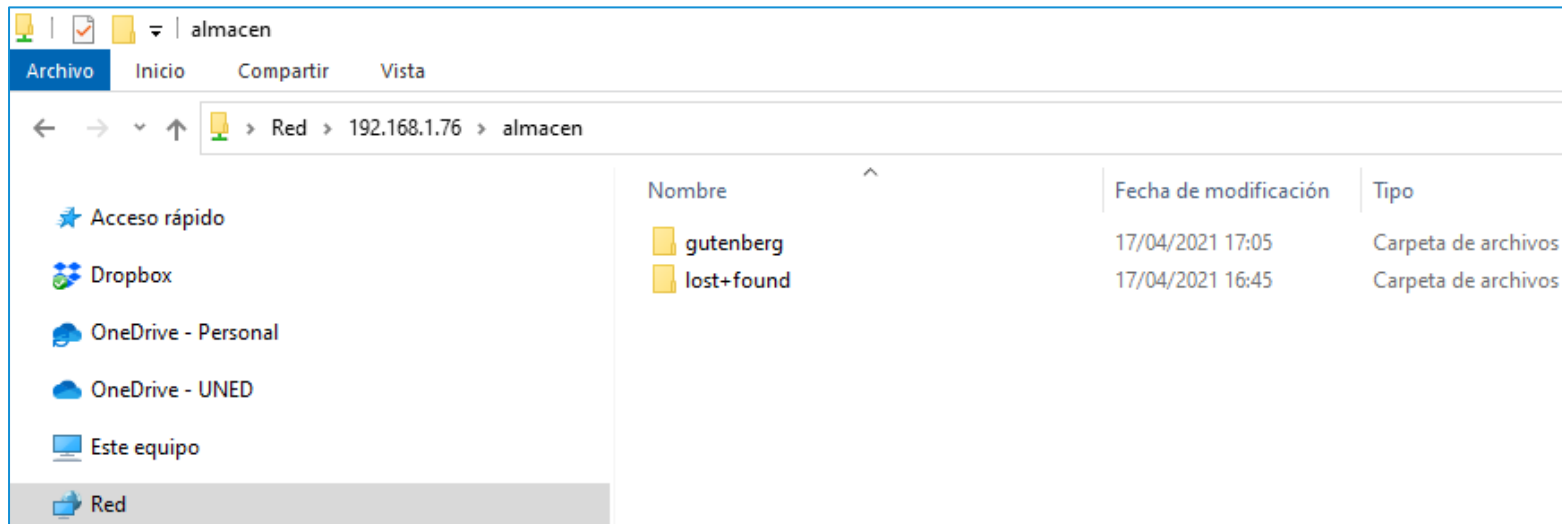 almacen
Archivo Inicio Compartir Vista
Red > 192.168.1.76 > almacen
Acceso rápido
Dropbox
OneDrive - Personal
OneDrive - UNED
Este equipo
Red
Nombre Fecha de modificación Tipo
gutenberg 17/04/2021 17:05 Carpeta de archivos
lost+found 17/04/2021 16:45 Carpeta de archivos